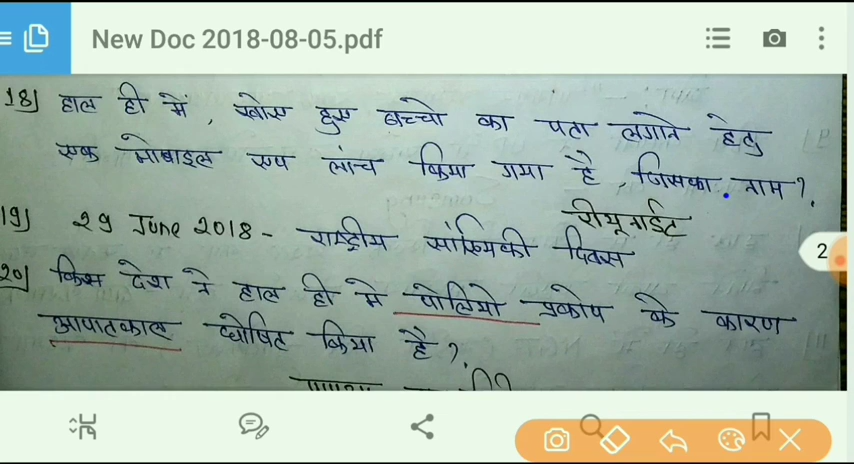 New Doc 2018-08-05.pdf
18) हाल ही में, खोए हुए बच्चो का पता लगाने हेतु
एक मोबाइल एप लांच किया गया है, जिसका नाम?
रीयूनाईट
19) 29 June 2018 - राष्ट्रीय सांख्यिकी दिवस
20) किस देश ने हाल ही मे पोलियो प्रकोप के कारण
2
आपातकाल घोषित किया है?